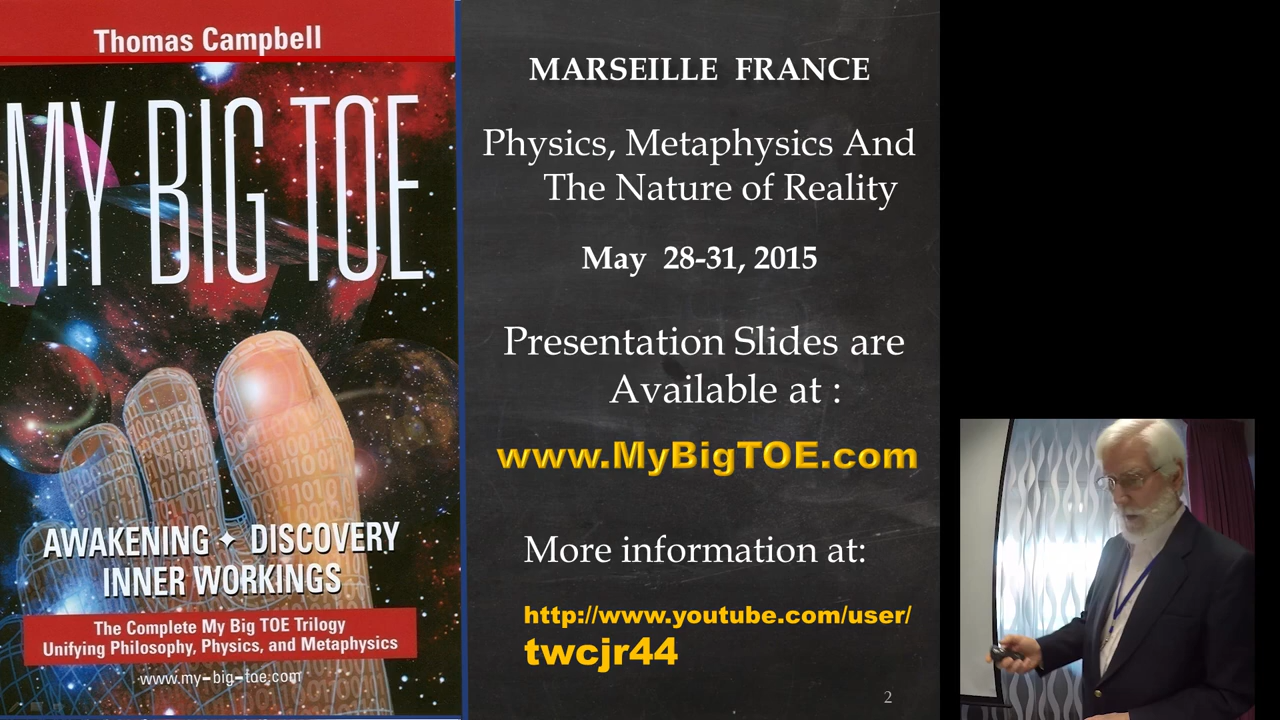 Thomas Campbell
MY BIG TOE
AWAKENING ✦ DISCOVERY
INNER WORKINGS
The Complete My Big TOE Trilogy
Unifying Philosophy, Physics, and Metaphysics
www.my-big-toe.com
MARSEILLE FRANCE
Physics, Metaphysics And
The Nature of Reality
May 28-31, 2015
Presentation Slides are
Available at :
www.MyBigTOE.com
More information at:
http://www.youtube.com/user/
twcjr44
2